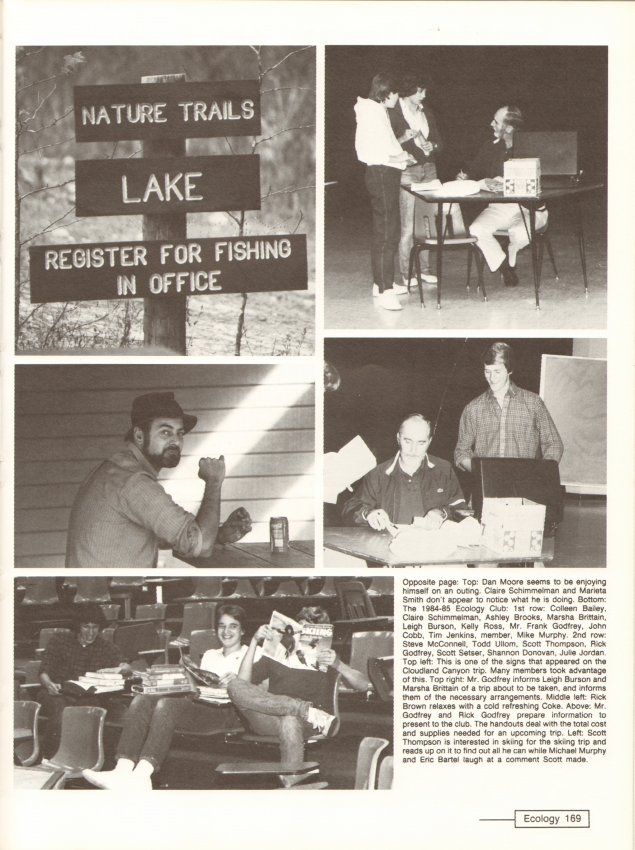 NATURE TRAILS
LAKE
REGISTER FOR FISHING
IN OFFICE
SKIING
Opposite page: Top: Dan Moore seems to be enjoying
himself on an outing. Claire Schimmelman and Marieta
Smith don't appear to notice what he is doing. Bottom:
The 1984-85 Ecology Club: 1st row: Colleen Bailey,
Claire Schimmelman, Ashley Brooks, Marsha Brittain,
Leigh Burson, Kelly Ross, Mr. Frank Godfrey, John
Cobb, Tim Jenkins, member, Mike Murphy. 2nd row:
Steve McConnell, Todd Ullom, Scott Thompson, Rick
Godfrey, Scott Setser, Shannon Donovan, Julie Jordan.
Top left: This is one of the signs that appeared on the
Cloudland Canyon trip. Many members took advantage
of this. Top right: Mr. Godfrey informs Leigh Burson and
Marsha Brittain of a trip about to be taken, and informs
them of the necessary arrangements. Middle left: Rick
Brown relaxes with a cold refreshing Coke. Above: Mr.
Godfrey and Rick Godfrey prepare information to
present to the club. The handouts deal with the total cost
and supplies needed for an upcoming trip. Left: Scott
Thompson is interested in skiing for the skiing trip and
reads up on it to find out all he can while Michael Murphy
and Eric Bartel laugh at a comment Scott made.
Ecology 169